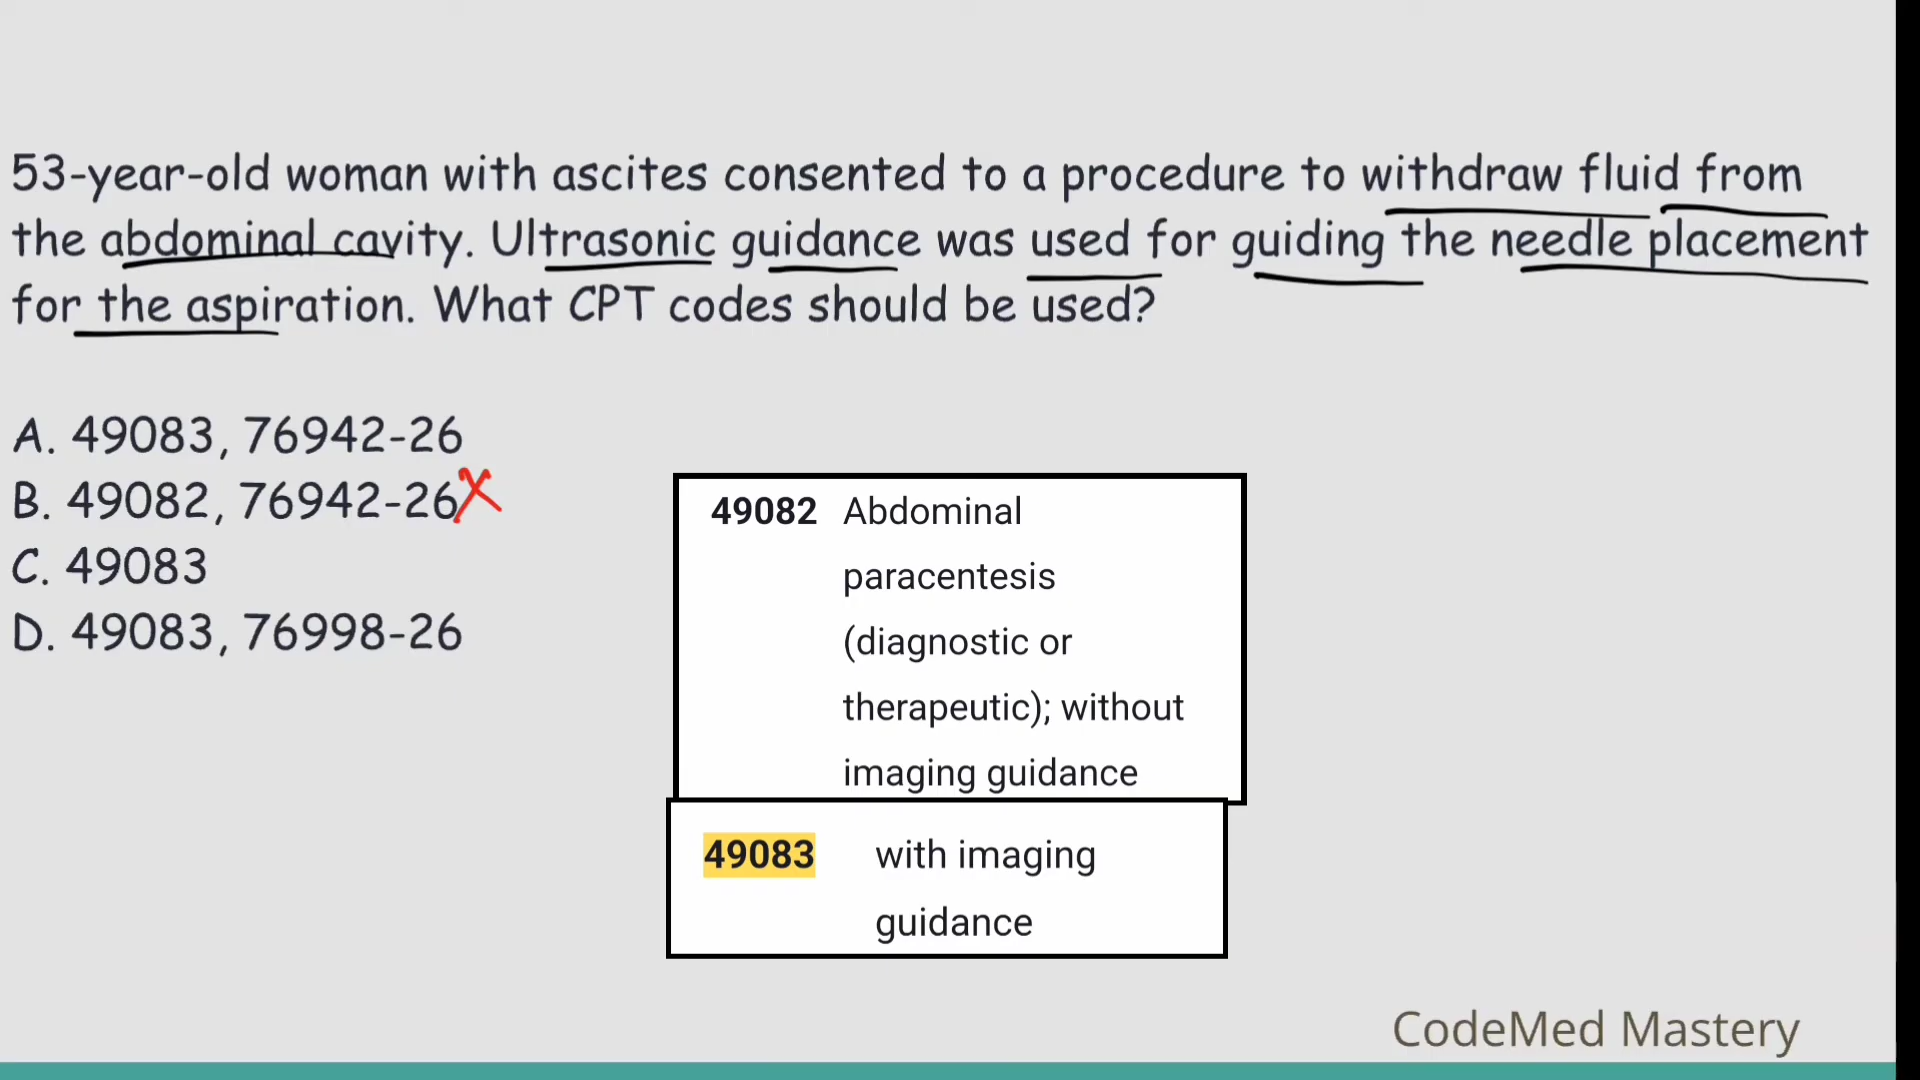 53-year-old woman with ascites consented to a procedure to withdraw fluid from
the abdominal cavity. Ultrasonic guidance was used for guiding the needle placement
for the aspiration. What CPT codes should be used?
A. 49083, 76942-26
B. 49082, 76942-26
C. 49083
D. 49083, 76998-26
49082 Abdominal
paracentesis
(diagnostic or
therapeutic); without
imaging guidance
49083 with imaging
guidance
CodeMed Mastery